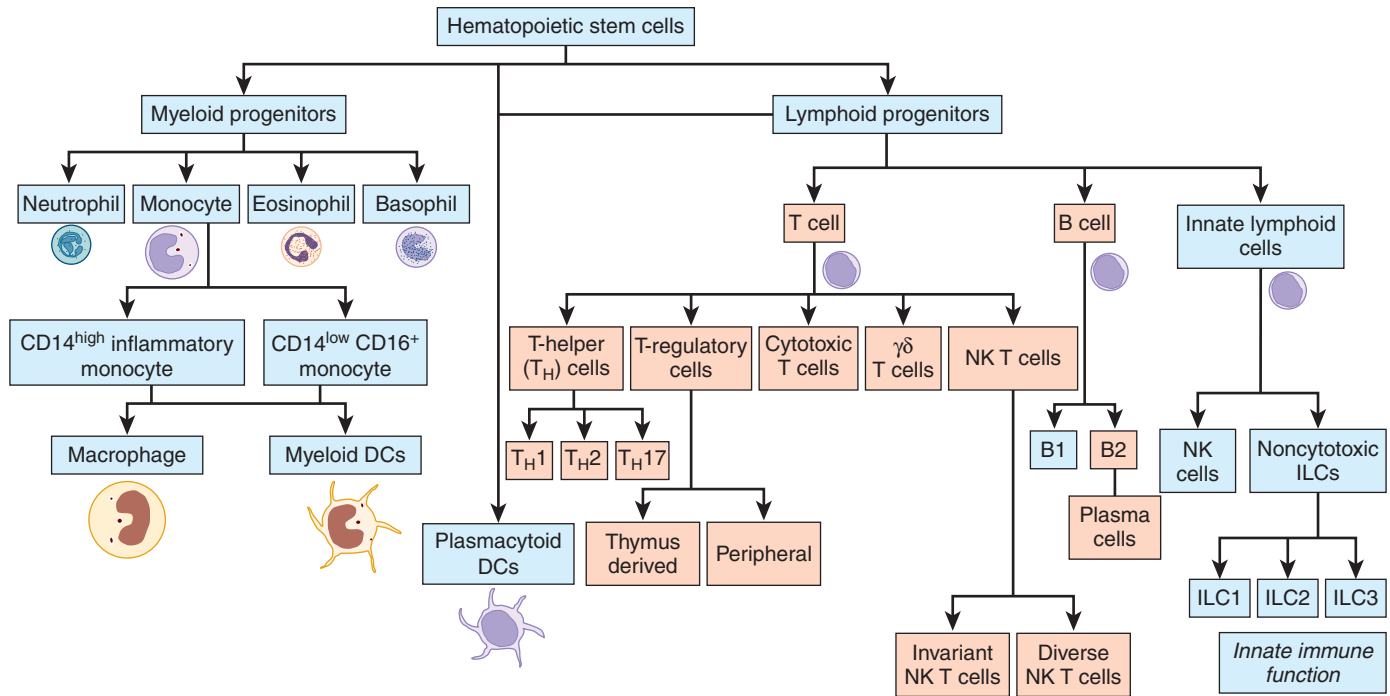 Hematopoietic stem cells
Myeloid progenitors
Lymphoid progenitors
Neutrophil
Monocyte
Eosinophil
Basophil
T cell
B cell
Innate lymphoid
cells
CD14high inflammatory
monocyte
CD14low CD16+
monocyte
T-helper
(TH) cells
T-regulatory
cells
Cytotoxic
T cells
γδ
T cells
NK T cells
Macrophage
Myeloid DCs
TH1
TH2
TH17
B1
B2
NK
cells
Noncytotoxic
ILCs
Plasma
cells
Plasmacytoid
DCs
Thymus
derived
Peripheral
ILC1
ILC2
ILC3
Invariant
NK T cells
Diverse
NK T cells
Innate immune
function